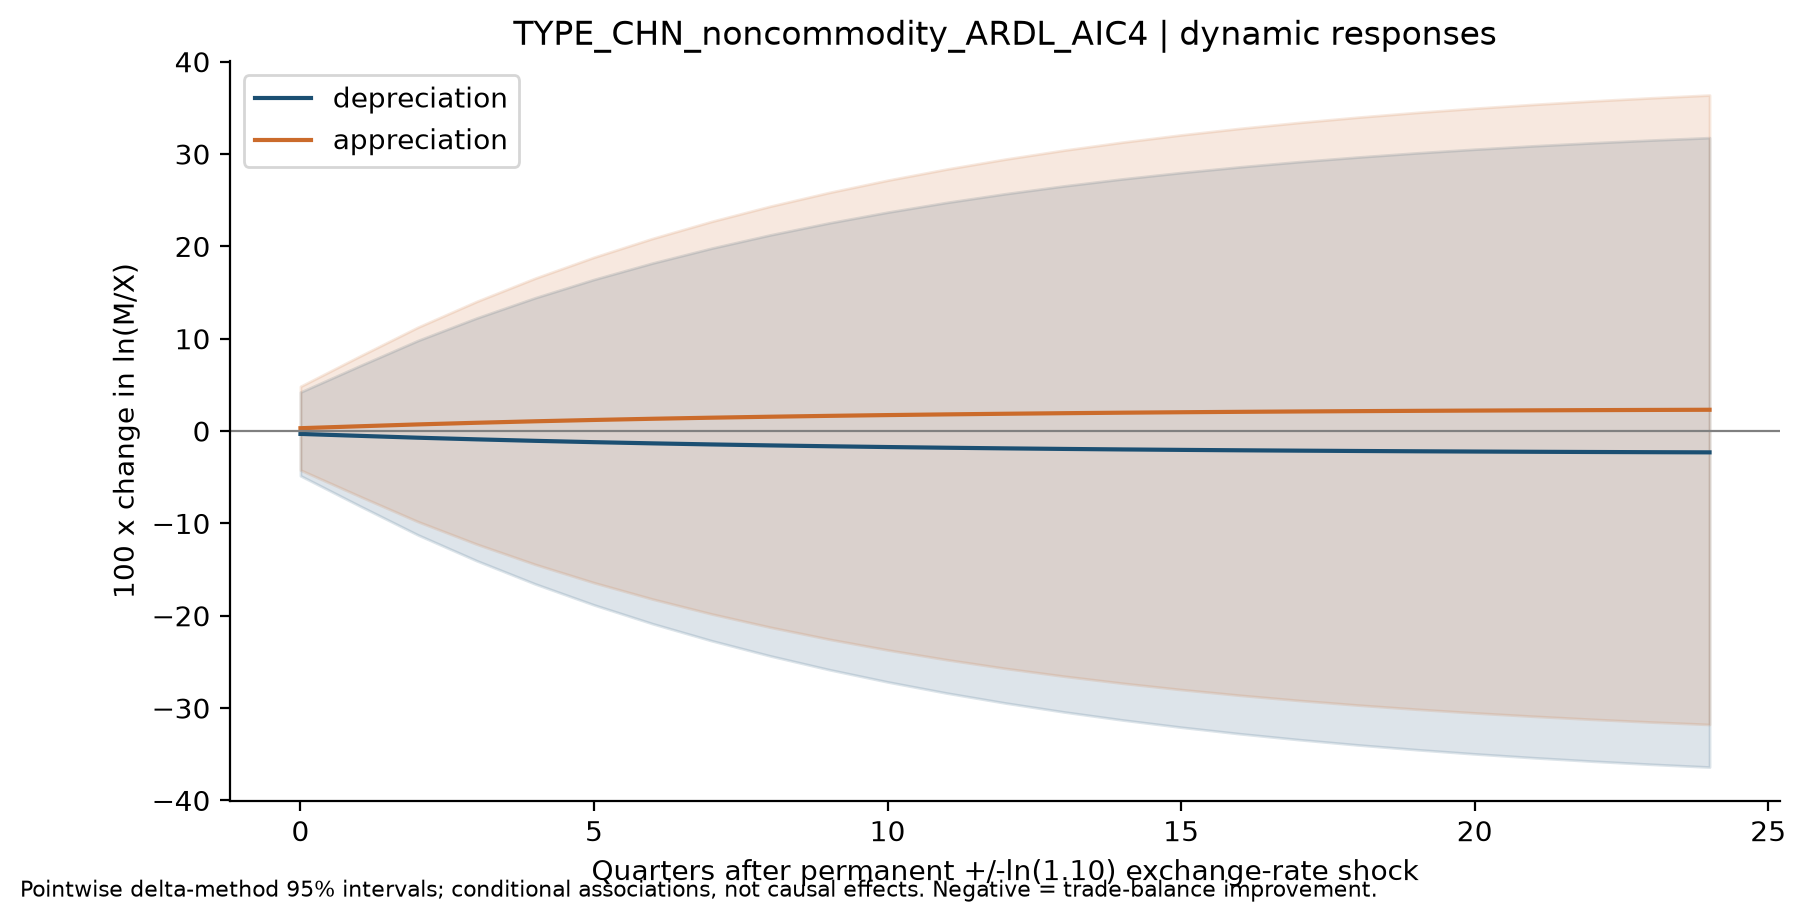 TYPE_CHN_noncommodity_ARDL_AIC4 | dynamic responses
depreciation
appreciation
100 x change in ln(M/X)
40
30
20
10
0
−10
−20
−30
−40
0 5 10 15 20 25
Quarters after permanent +/-ln(1.10) exchange-rate shock
Pointwise delta-method 95% intervals; conditional associations, not causal effects. Negative = trade-balance improvement.